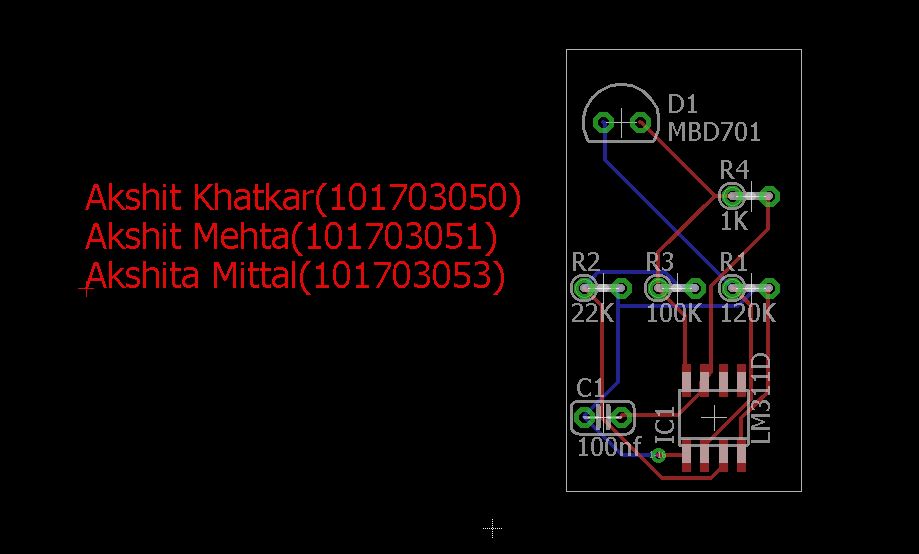 Akshit Khatkar(101703050)
Akshit Mehta(101703051)
Akshita Mittal(101703053)
D1
MBD701
R4
1K
R2
R3
R1
22K
100K
120K
C1
100nf
IC1
LM311D